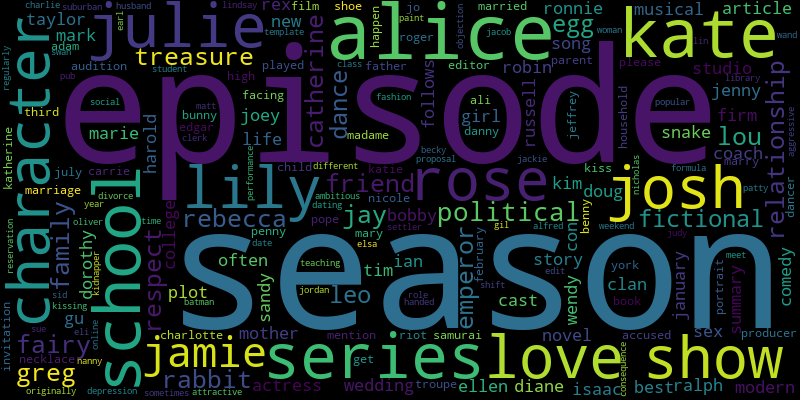 episode
season
alice
kate
julie
josh
lily
rose
character
school
series
love
show
jamie
greg
treasure
political
fictional
relationship
friend
rebecca
rabbit
family
fairy
respect
emperor
egg
dance
catherine
lou
jay
leo
taylor
mark
adam
rex
new
film
shoe
husband
charlie
suburban
earl
swan
lindsay
married
jo
roger
happen
paint
jacob
objection
woman
ronnie
musical
article
template
audition
played
song
parent
lin
wand
editor
robin
please
studio
high
student
pub
father
class
third
regularly
facing
social
matt
ali
girl
fashion
russell
jeffrey
household
popular
library
jenny
firm
aggressive
marie
harold
bunny
edgar
clerk
joey
life
madame
follows
danny
becky
proposal
jackie
snake
coach
marry
katherine
july
carrie
marriage
divorce
year
oliver
time
college
child
different
katie
performance
ambitious
dating
nicole
kiss
kim
doug
nicholas
formula
patty
dancer
reservation
dorothy
kidnapper
pope
bobby
mary
penny
date
elsa
settler
gil
alfred
benny
weekend
con
judy
often
sandy
teaching
jordan
tim
ian
february
story
edit
york
clan
book
january
portrait
meet
summary
comedy
plot
batman
sid
kissing
gu
role
handed
cast
shift
wendy
invitation
sue
eli
online
nanny
charlotte
mother
mention
riot
samurai
novel
accused
sex
producer
necklace
originally
depression
sometimes
attractive
actress
wedding
get
troupe
ellen
diane
isaac
consequence
best
ralph
modern